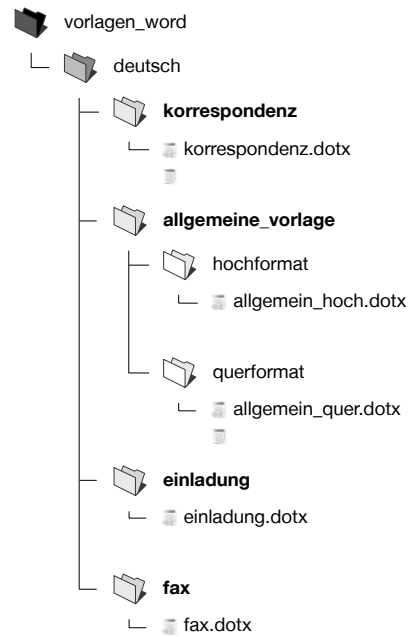 vorlagen_word
deutsch
korrespondenz
korrespondenz.dotx
allgemeine_vorlage
hochformat
allgemein_hoch.dotx
querformat
allgemein_quer.dotx
einladung
einladung.dotx
fax
fax.dotx